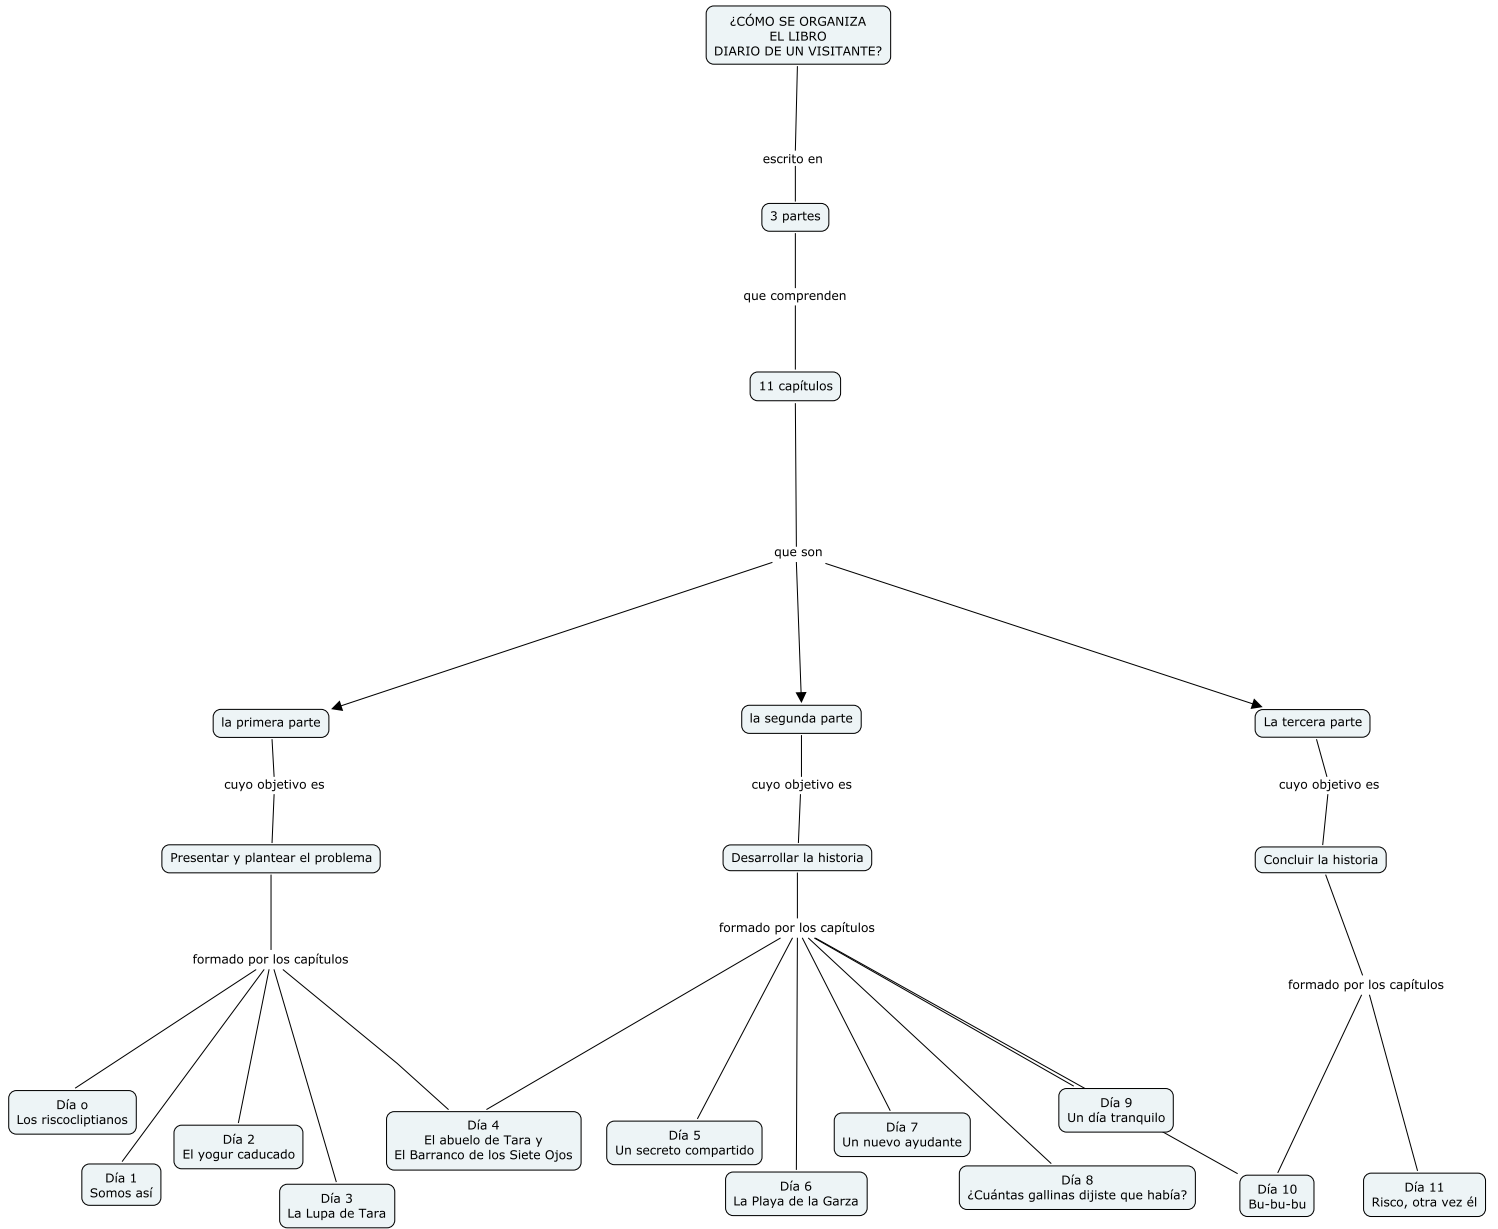 ¿CÓMO SE ORGANIZA
EL LIBRO
DIARIO DE UN VISITANTE?
escrito en
3 partes
que comprenden
11 capítulos
que son
la primera parte
la segunda parte
La tercera parte
cuyo objetivo es
cuyo objetivo es
cuyo objetivo es
Presentar y plantear el problema
Desarrollar la historia
Concluir la historia
formado por los capítulos
formado por los capítulos
formado por los capítulos
Día o
Los riscocliptianos
Día 1
Somos así
Día 2
El yogur caducado
Día 3
La Lupa de Tara
Día 4
El abuelo de Tara y
El Barranco de los Siete Ojos
Día 5
Un secreto compartido
Día 6
La Playa de la Garza
Día 7
Un nuevo ayudante
Día 8
¿Cuántas gallinas dijiste que había?
Día 9
Un día tranquilo
Día 10
Bu-bu-bu
Día 11
Risco, otra vez él